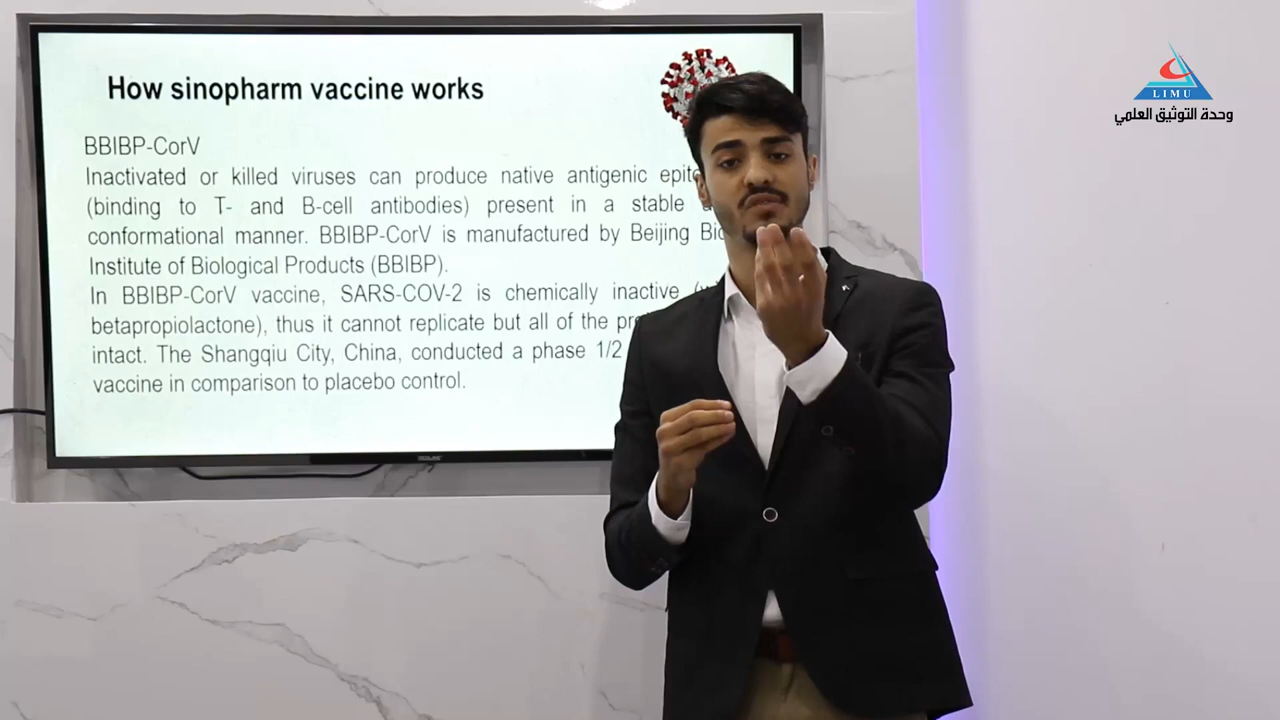 How sinopharm vaccine works
BBIBP-CorV
Inactivated or killed viruses can produce native antigenic
(binding to T- and B-cell antibodies) present in a stable
conformational manner. BBIBP-CorV is manufactured by Beijing
Institute of Biological Products (BBIBP).
In BBIBP-CorV vaccine, SARS-COV-2 is chemically inactive
betapropiolactone), thus it cannot replicate but all of the
intact. The Shangqiu City, China, conducted a phase 1/2
vaccine in comparison to placebo control.
LIMU
وحدة التوثيق العلمي